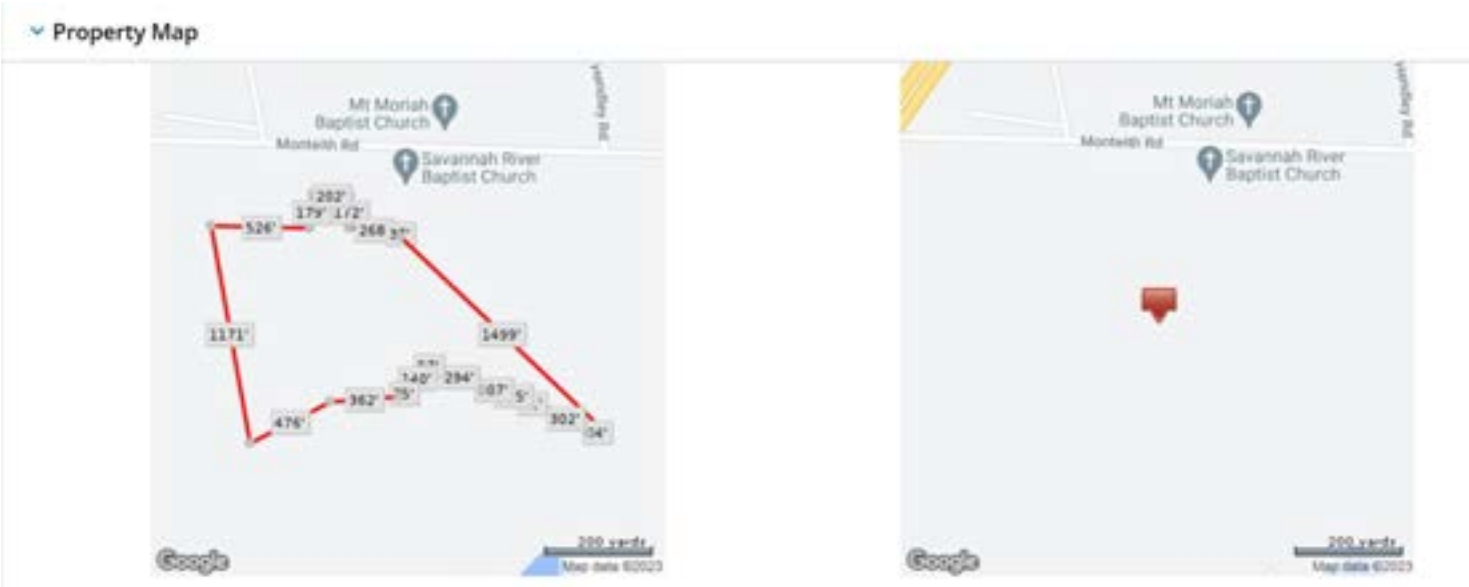 Property Map
Mt Moriah
Baptist Church
Monteith Rd
Savannah River
Baptist Church
202'
179'
172'
526'
268
1171'
1499'
140'
294'
362'
476'
302'
Google
200 yards
Map data ©2023
Mt Moriah
Baptist Church
Monteith Rd
Savannah River
Baptist Church
Google
200 yards
Map data ©2023